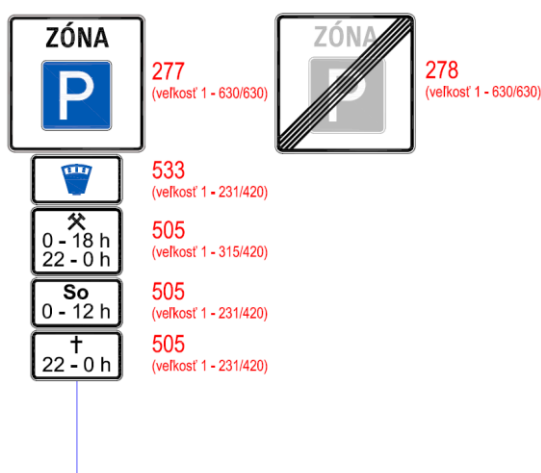 ZÓNA
P
277
(veľkosť 1 - 630/630)
533
(veľkosť 1 - 231/420)
0 - 18 h
22 - 0 h
505
(veľkosť 1 - 315/420)
So
0 - 12 h
505
(veľkosť 1 - 231/420)
22 - 0 h
505
(veľkosť 1 - 231/420)
ZÓNA
P
278
(veľkosť 1 - 630/630)